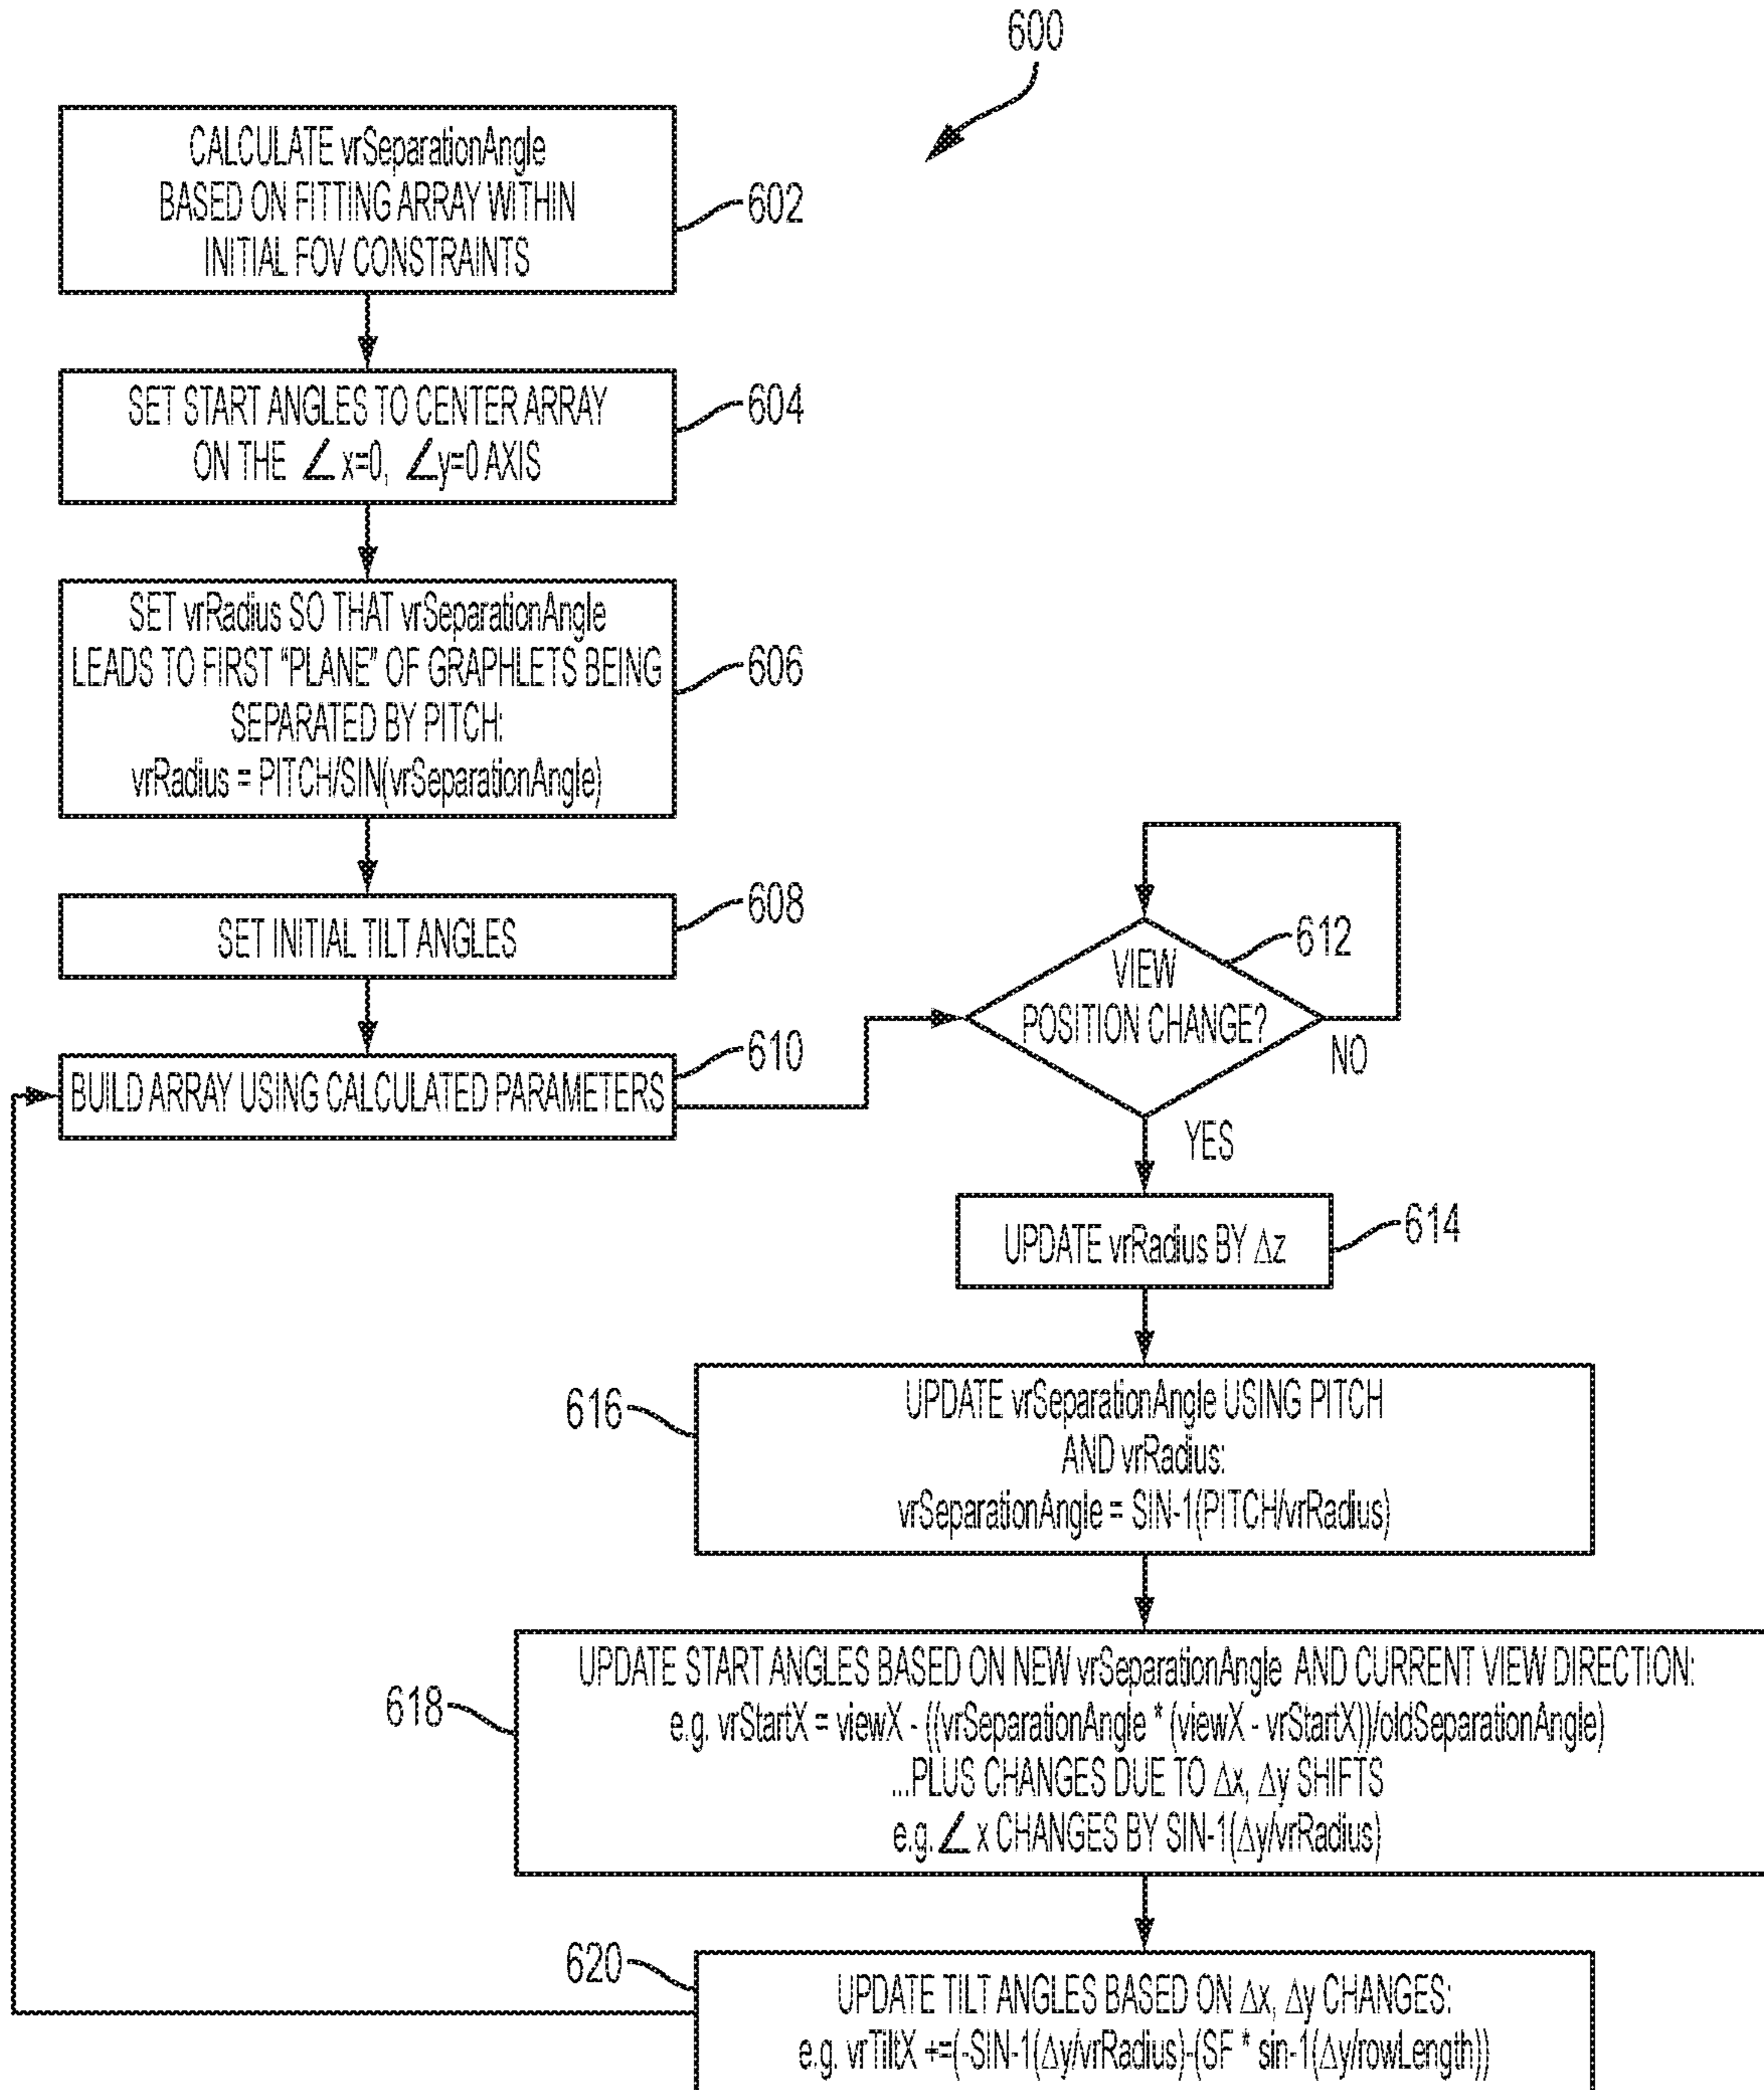 600
CALCULATE vrSeparationAngle
BASED ON FITTING ARRAY WITHIN
INITIAL FOV CONSTRAINTS
602
SET START ANGLES TO CENTER ARRAY
ON THE ∠x=0, ∠y=0 AXIS
604
SET vrRadius SO THAT vrSeparationAngle
LEADS TO FIRST "PLANE" OF GRAPHLETS BEING
SEPARATED BY PITCH:
vrRadius = PITCH/SIN(vrSeparationAngle)
606
SET INITIAL TILT ANGLES
608
BUILD ARRAY USING CALCULATED PARAMETERS
610
VIEW
POSITION CHANGE?
612
NO
YES
UPDATE vrRadius BY Δz
614
UPDATE vrSeparationAngle USING PITCH
AND vrRadius:
vrSeparationAngle = SIN-1(PITCH/vrRadius)
616
UPDATE START ANGLES BASED ON NEW vrSeparationAngle AND CURRENT VIEW DIRECTION:
e.g. vrStartX = viewX - ((vrSeparationAngle * (viewX - vrStartX))/oldSeparationAngle)
...PLUS CHANGES DUE TO Δx, Δy SHIFTS
e.g. ∠x CHANGES BY SIN-1(Δy/vrRadius)
618
UPDATE TILT ANGLES BASED ON Δx, Δy CHANGES:
e.g. vrTiltX +=(-SIN-1(Δy/vrRadius)-(SF * sin-1(Δy/rowLength))
620